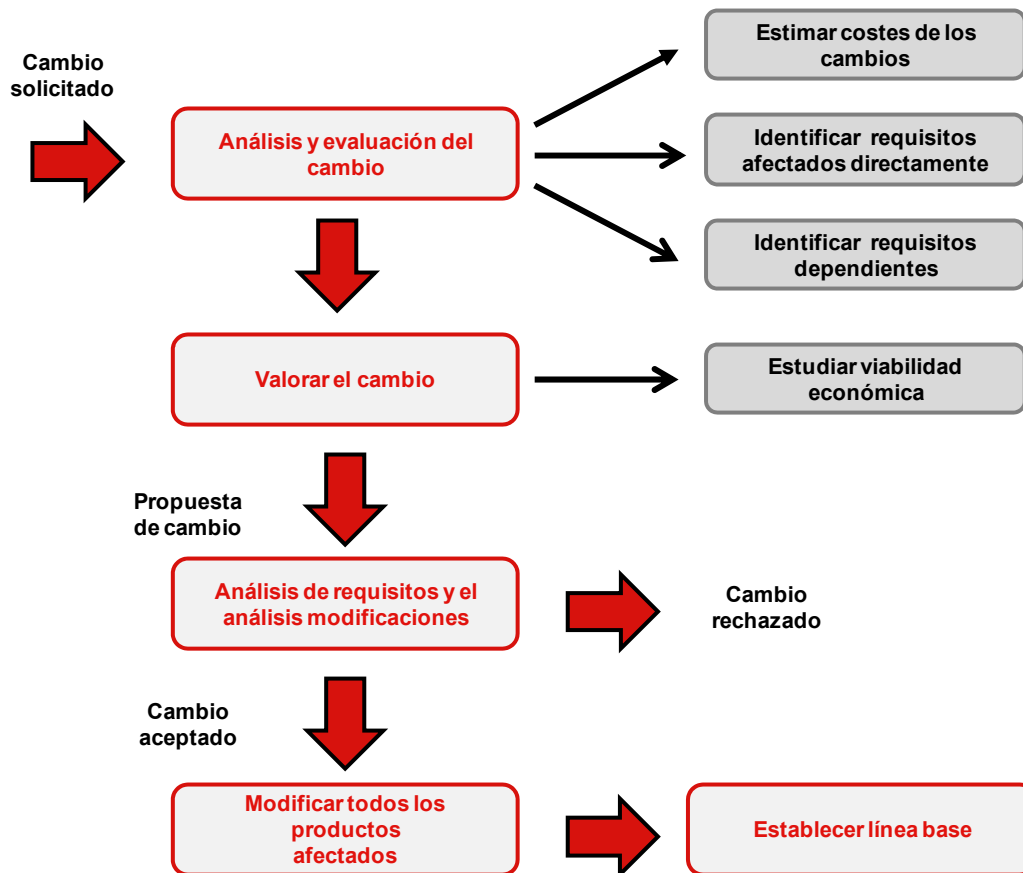 Cambio
solicitado
Análisis y evaluación del
cambio
Estimar costes de los
cambios
Identificar requisitos
afectados directamente
Identificar requisitos
dependientes
Valorar el cambio
Estudiar viabilidad
económica
Propuesta
de cambio
Análisis de requisitos y el
análisis modificaciones
Cambio
rechazado
Cambio
aceptado
Modificar todos los
productos
afectados
Establecer línea base